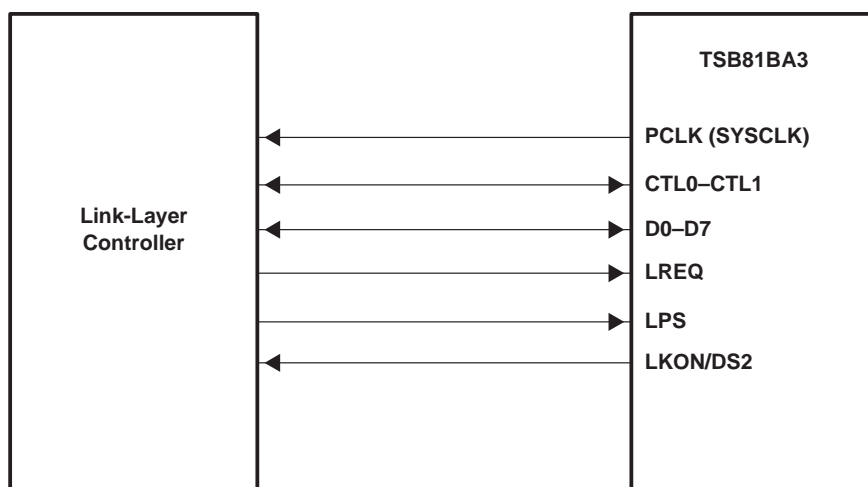 TSB81BA3
PCLK (SYSCLK)
CTL0–CTL1
Link-Layer
Controller
D0–D7
LREQ
LPS
LKON/DS2